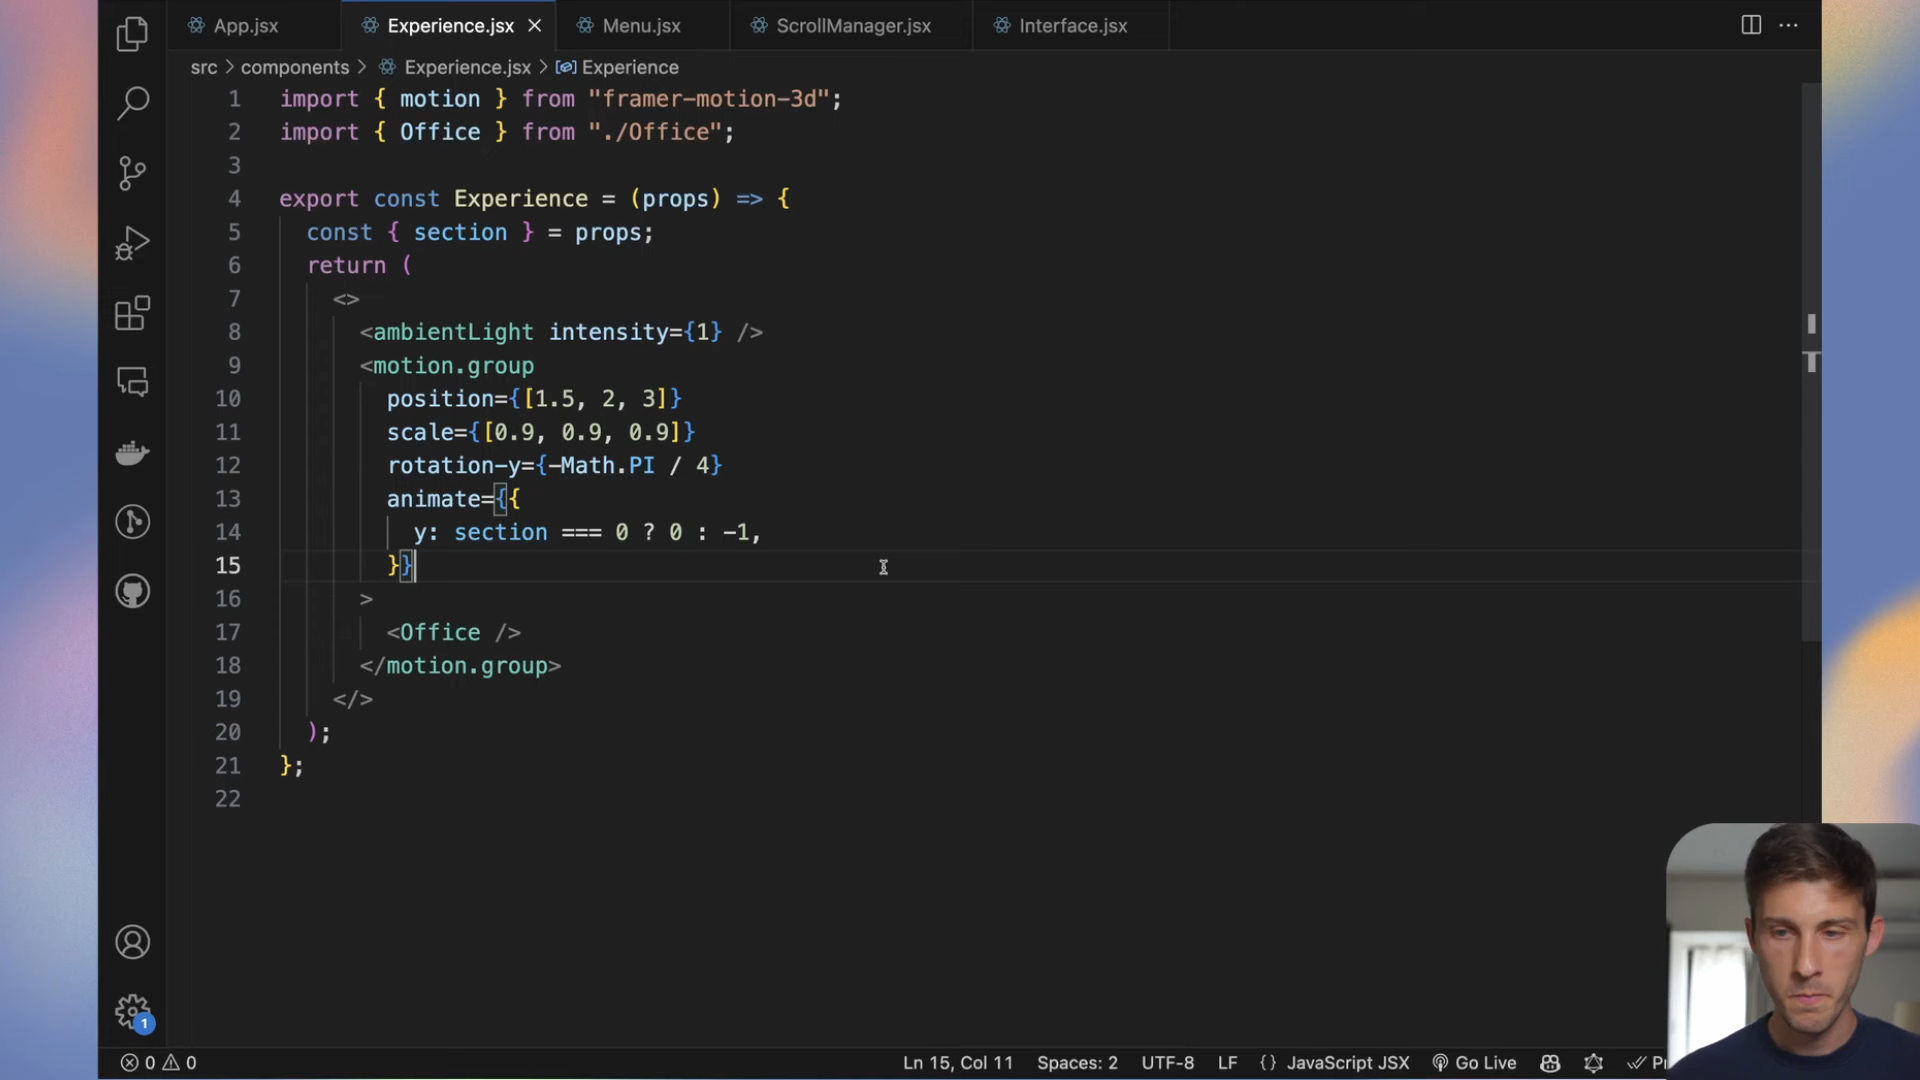 App.jsx Experience.jsx Menu.jsx ScrollManager.jsx Interface.jsx
src > components > Experience.jsx > Experience
1 import { motion } from "framer-motion-3d";
2 import { Office } from "./Office";
3
4 export const Experience = (props) => {
5 const { section } = props;
6 return (
7 <>
8 <ambientLight intensity={1} />
9 <motion.group
10 position={[1.5, 2, 3]}
11 scale={[0.9, 0.9, 0.9]}
12 rotation-y={-Math.PI / 4}
13 animate={{
14 y: section === 0 ? 0 : -1,
15 }}
16 >
17 <Office />
18 </motion.group>
19 </>
20 );
21 };
22
1
0 0 Ln 15, Col 11 Spaces: 2 UTF-8 LF {} JavaScript JSX Go Live